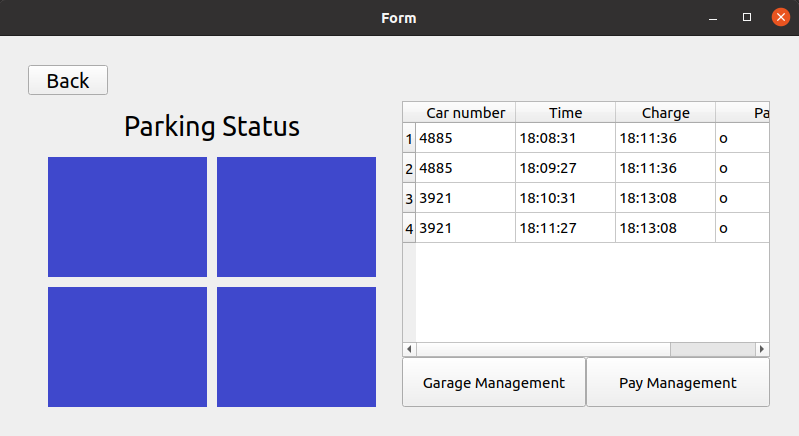 Form
Back
Parking Status
Car number Time Charge Pa
1 4885 18:08:31 18:11:36 o
2 4885 18:09:27 18:11:36 o
3 3921 18:10:31 18:13:08 o
4 3921 18:11:27 18:13:08 o
Garage Management Pay Management